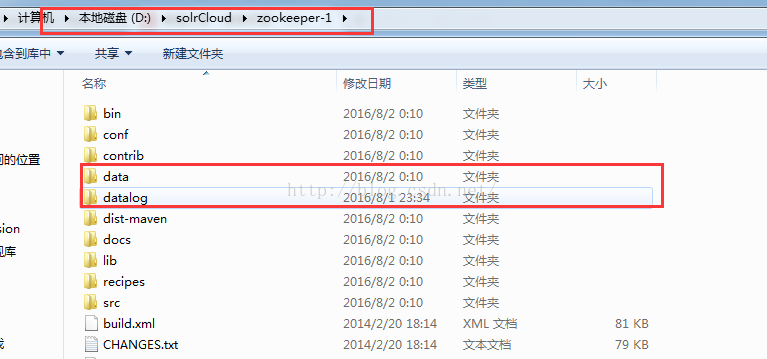 计算机 本地磁盘 (D:) solrCloud zookeeper-1
包含到库中 共享 新建文件夹
名称 修改日期 类型 大小
bin 2016/8/2 0:10 文件夹
conf 2016/8/2 0:10 文件夹
contrib 2016/8/2 0:10 文件夹
的位置
data 2016/8/2 0:10 文件夹
http://blog.csdn.net/
datalog 2016/8/1 23:34 文件夹
dist-maven 2016/8/2 0:10 文件夹
sion
docs 2016/8/2 0:10 文件夹
视库
lib 2016/8/2 0:10 文件夹
recipes 2016/8/2 0:10 文件夹
src 2016/8/2 0:10 文件夹
build.xml 2014/2/20 18:14 XML 文档 81 KB
CHANGES.txt 2014/2/20 18:14 文本文档 79 KB